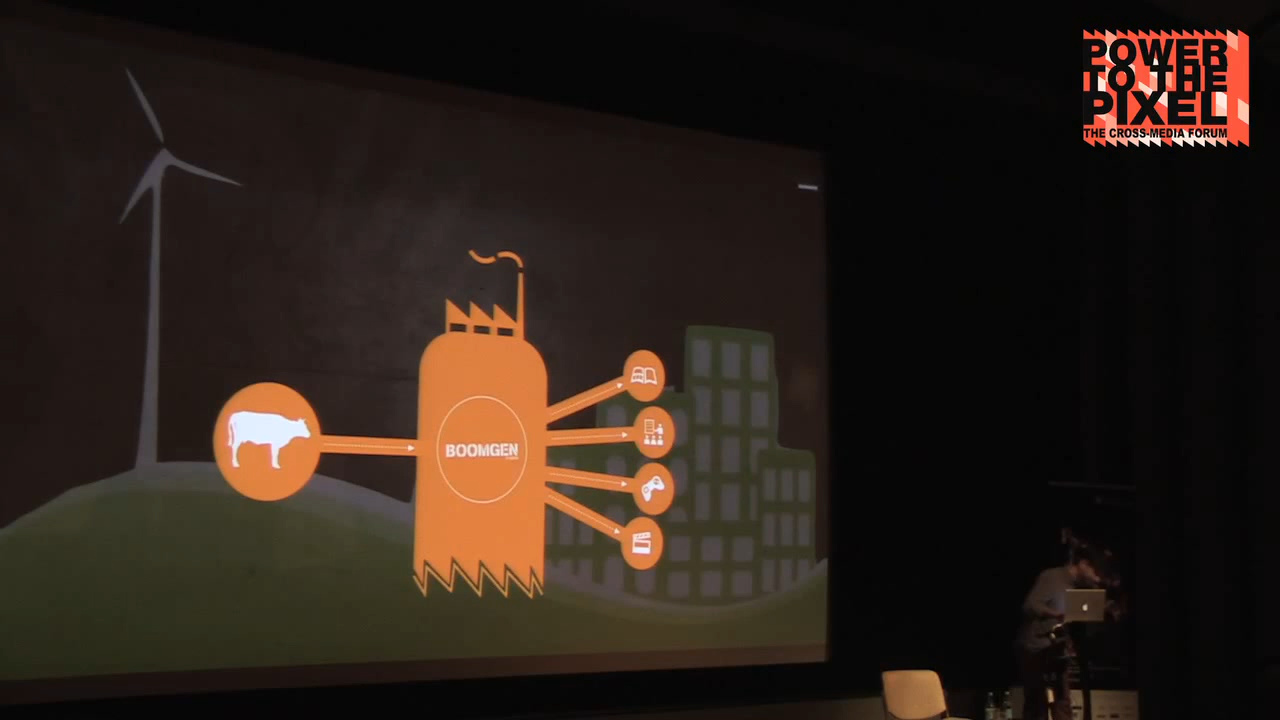 POWER
TO THE
PIXEL
THE CROSS-MEDIA FORUM
BOOMGEN